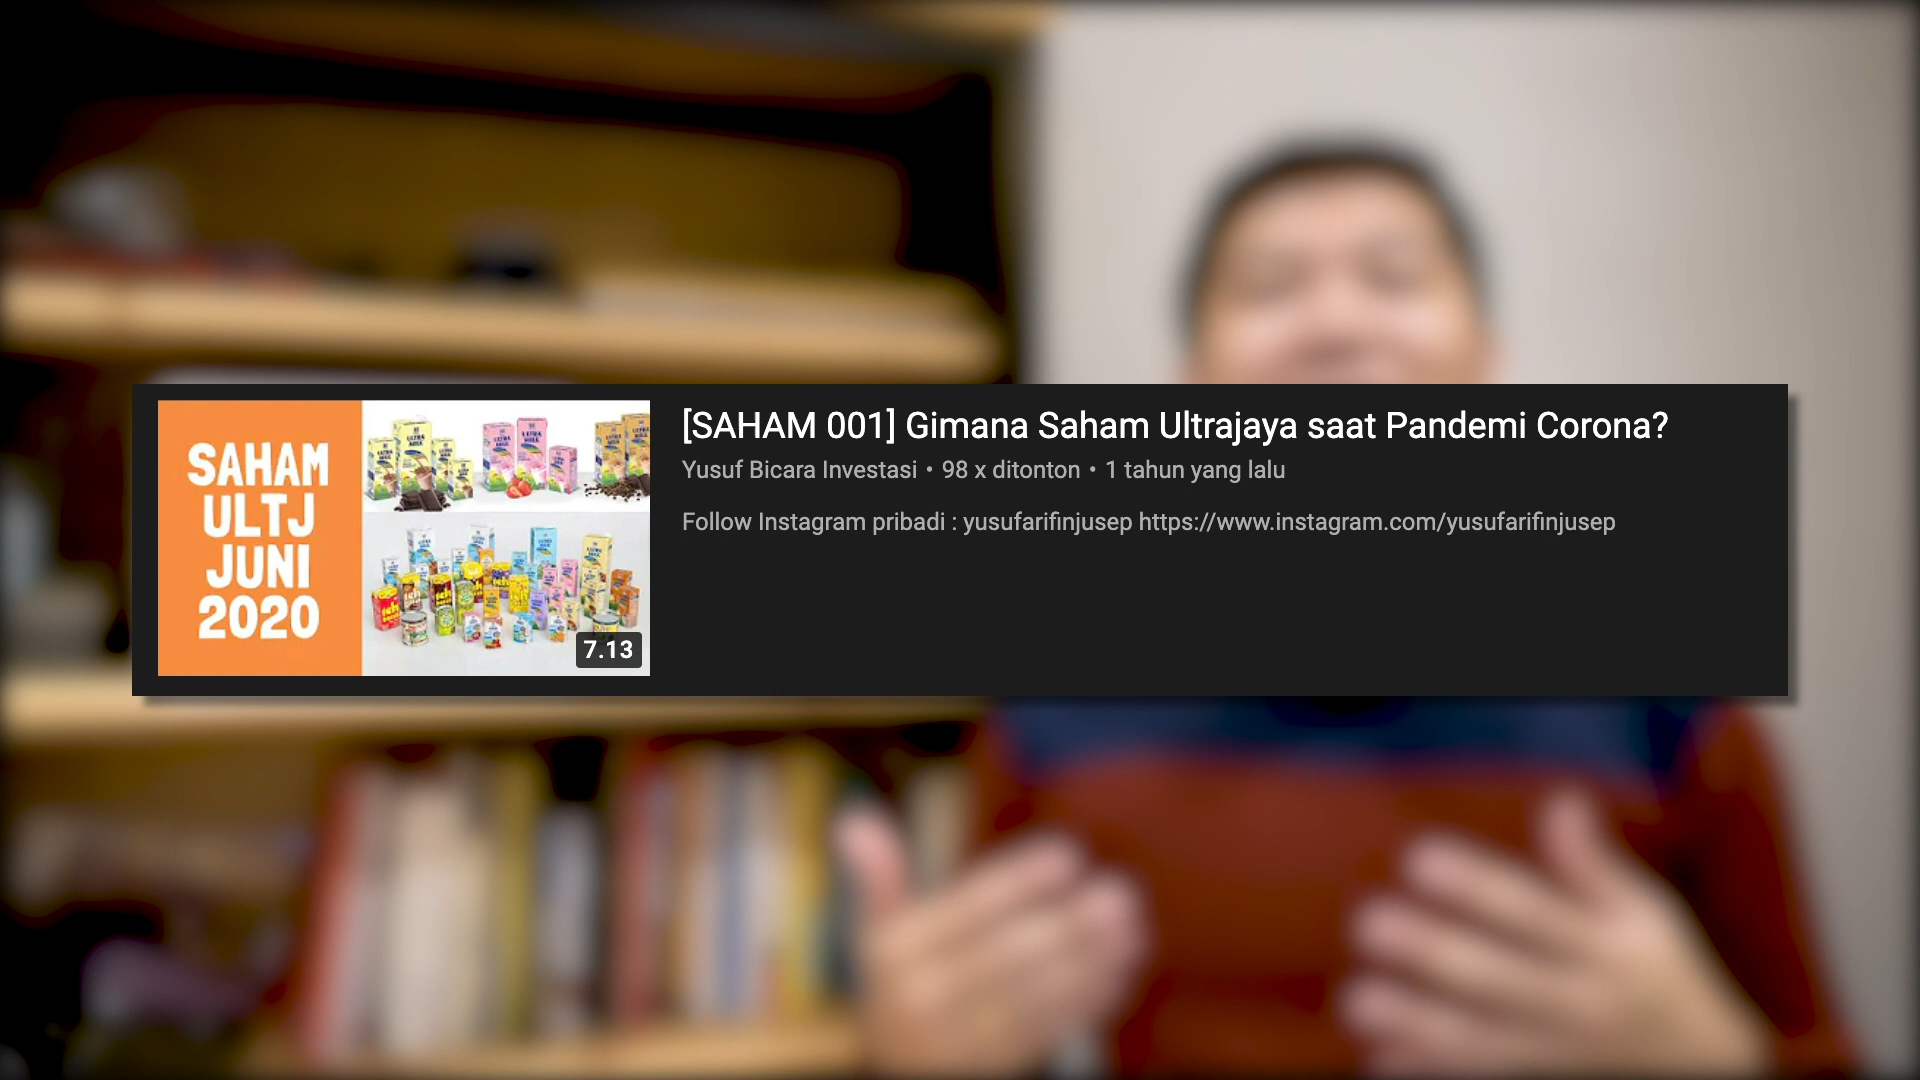 SAHAM
ULTJ
JUNI
2020
7.13
[SAHAM 001] Gimana Saham Ultrajaya saat Pandemi Corona?
Yusuf Bicara Investasi • 98 x ditonton • 1 tahun yang lalu
Follow Instagram pribadi : yusufarifinjusep https://www.instagram.com/yusufarifinjusep